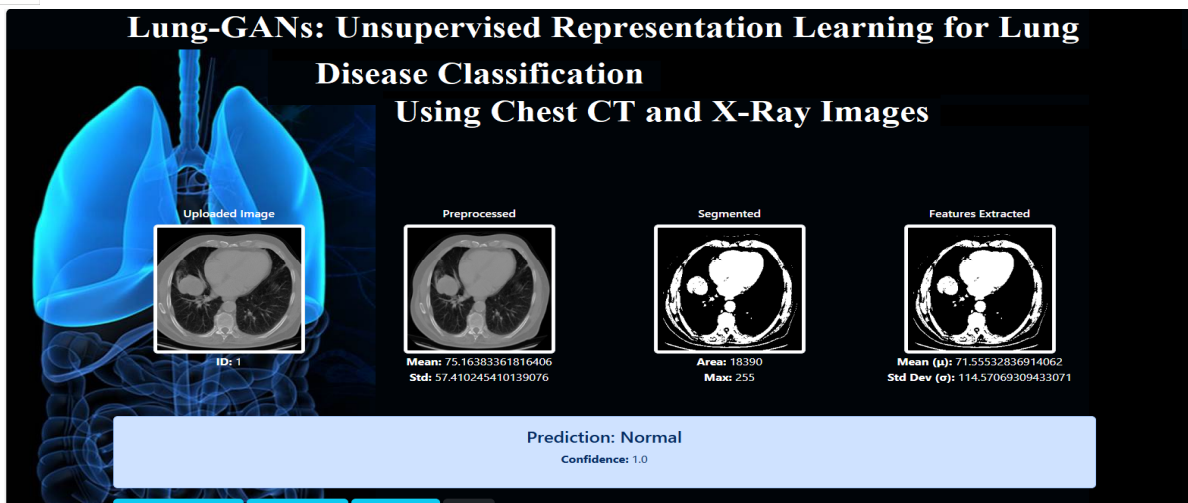 Lung-GANs: Unsupervised Representation Learning for Lung
Disease Classification
Using Chest CT and X-Ray Images
Uploaded Image
Preprocessed
Segmented
Features Extracted
ID: 1
Mean: 75.16383361816406
Std: 57.410245410139076
Area: 18390
Max: 255
Mean (μ): 71.55532836914062
Std Dev (σ): 114.57069309433071
Prediction: Normal
Confidence: 1.0